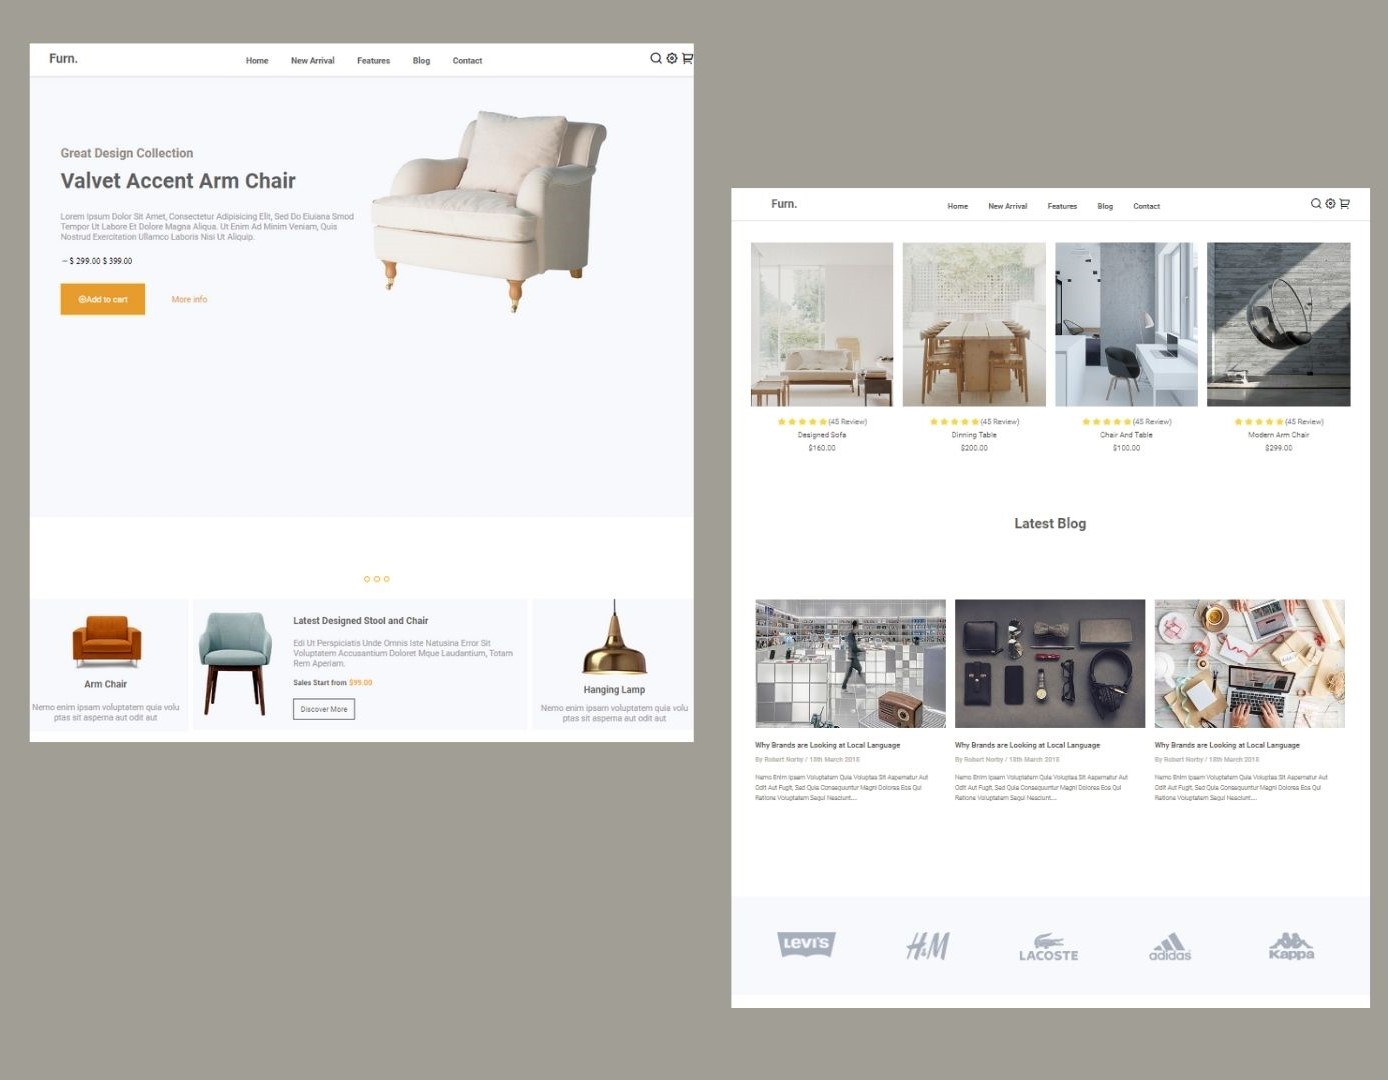 Furn.
Home New Arrival Features Blog Contact
Great Design Collection
Valvet Accent Arm Chair
Lorem Ipsum Dolor Sit Amet, Consectetur Adipisicing Elit, Sed Do Eiuiana Smod
Tempor Ut Labore Et Dolore Magna Aliqua. Ut Enim Ad Minim Veniam, Quis
Nostrud Exercitation Ullamco Laboris Nisi Ut Aliquip.
– $ 299.00 $ 399.00
Add to cart More info
Arm Chair
Nemo enim ipsam voluptatem quia volu
ptas sit asperna aut odit aut
Latest Designed Stool and Chair
Edi Ut Perspiciatis Unde Omnis Iste Natusina Error Sit
Voluptatem Accusantium Doloret Mque Laudantium, Totam
Rem Aperiam.
Sales Start from $99.00
Discover More
Hanging Lamp
Nemo enim ipsam voluptatem quia volu
ptas sit asperna aut odit aut
Furn.
Home New Arrival Features Blog Contact
(45 Review) (45 Review) (45 Review) (45 Review)
Designed Sofa Dinning Table Chair And Table Modern Arm Chair
$160.00 $200.00 $100.00 $299.00
Latest Blog
Why Brands are Looking at Local Language
By Robert Norby / 18th March 2018
Nemo Enim Ipsam Voluptatem Quia Voluptas Sit Aspernatur Aut
Odit Aut Fugit, Sed Quia Consequuntur Magni Dolores Eos Qui
Ratione Voluptatem Sequi Nesciunt....
Why Brands are Looking at Local Language
By Robert Norby / 18th March 2018
Nemo Enim Ipsam Voluptatem Quia Voluptas Sit Aspernatur Aut
Odit Aut Fugit, Sed Quia Consequuntur Magni Dolores Eos Qui
Ratione Voluptatem Sequi Nesciunt....
Why Brands are Looking at Local Language
By Robert Norby / 18th March 2018
Nemo Enim Ipsam Voluptatem Quia Voluptas Sit Aspernatur Aut
Odit Aut Fugit, Sed Quia Consequuntur Magni Dolores Eos Qui
Ratione Voluptatem Sequi Nesciunt....
LEVI'S H&M LACOSTE adidas Kappa